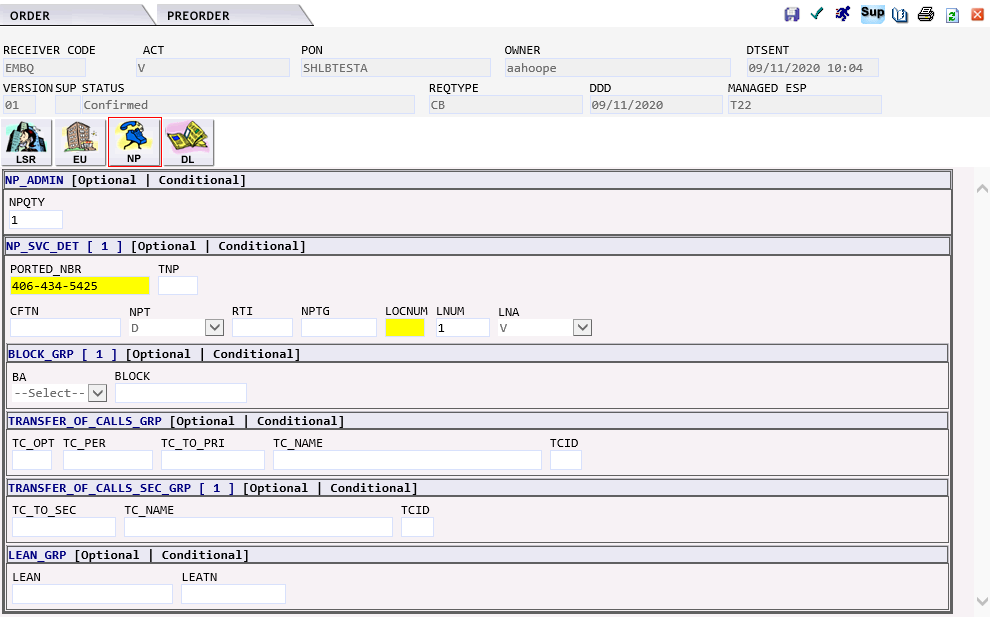 ORDER PREORDER Sup
RECEIVER CODE ACT PON OWNER DTSENT
EMBQ V SHLBTESTA aahoope 09/11/2020 10:04
VERSION SUP STATUS REQTYPE DDD MANAGED ESP
01 Confirmed CB 09/11/2020 T22
LSR EU NP DL
NP_ADMIN [Optional | Conditional]
NPQTY
1
NP_SVC_DET [ 1 ] [Optional | Conditional]
PORTED_NBR TNP
406-434-5425
CFTN NPT RTI NPTG LOCNUM LNUM LNA
D 1 V
BLOCK_GRP [ 1 ] [Optional | Conditional]
BA BLOCK
--Select--
TRANSFER_OF_CALLS_GRP [Optional | Conditional]
TC_OPT TC_PER TC_TO_PRI TC_NAME TCID
TRANSFER_OF_CALLS_SEC_GRP [ 1 ] [Optional | Conditional]
TC_TO_SEC TC_NAME TCID
LEAN_GRP [Optional | Conditional]
LEAN LEATN